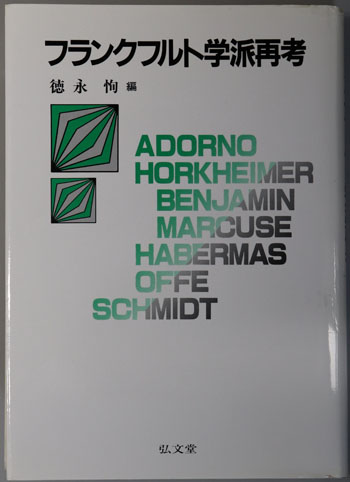 フランクフルト学派再考
徳永恂 編
ADORNO
HORKHEIMER
BENJAMIN
MARCUSE
HABERMAS
OFFE
SCHMIDT
弘文堂